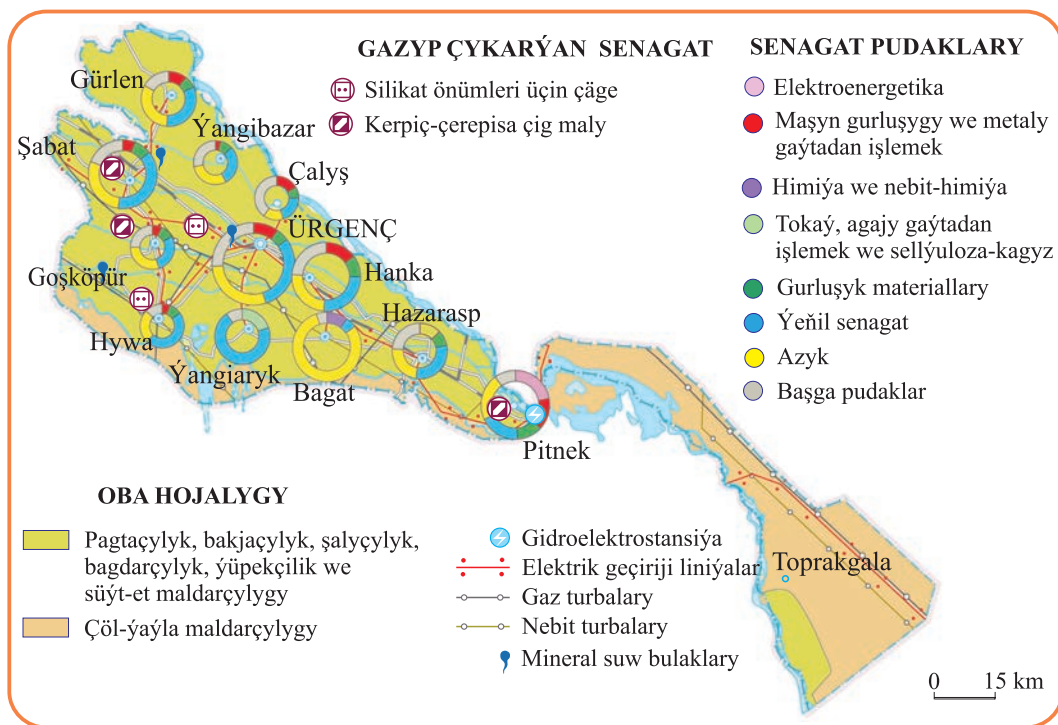 GAZYP ÇYKARÝAN SENAGAT
Silikat önümleri üçin çäge
Kerpiç-çerepisa çig maly
SENAGAT PUDAKLARY
Elektroenergetika
Maşyn gurluşygy we metaly
gaýtadan işlemek
Himiýa we nebit-himiýa
Tokaý, agajy gaýtadan
işlemek we sellýuloza-kagyz
Gurluşyk materiallary
Ýeňil senagat
Azyk
Başga pudaklar
Gürlen
Ýangibazar
Şabat
Çalyş
ÜRGENÇ
Hanka
Goşköpür
Hazarasp
Hywa
Ýangiaryk
Bagat
Pitnek
Toprakgala
OBA HOJALYGY
Pagtaçylyk, bakjaçylyk, şalyçylyk,
bagdarçylyk, ýüpekçilik we
süýt-et maldarçylygy
Çöl-ýaýla maldarçylygy
Gidroelektrostansiýa
Elektrik geçiriji liniýalar
Gaz turbalary
Nebit turbalary
Mineral suw bulaklary
0 15 km